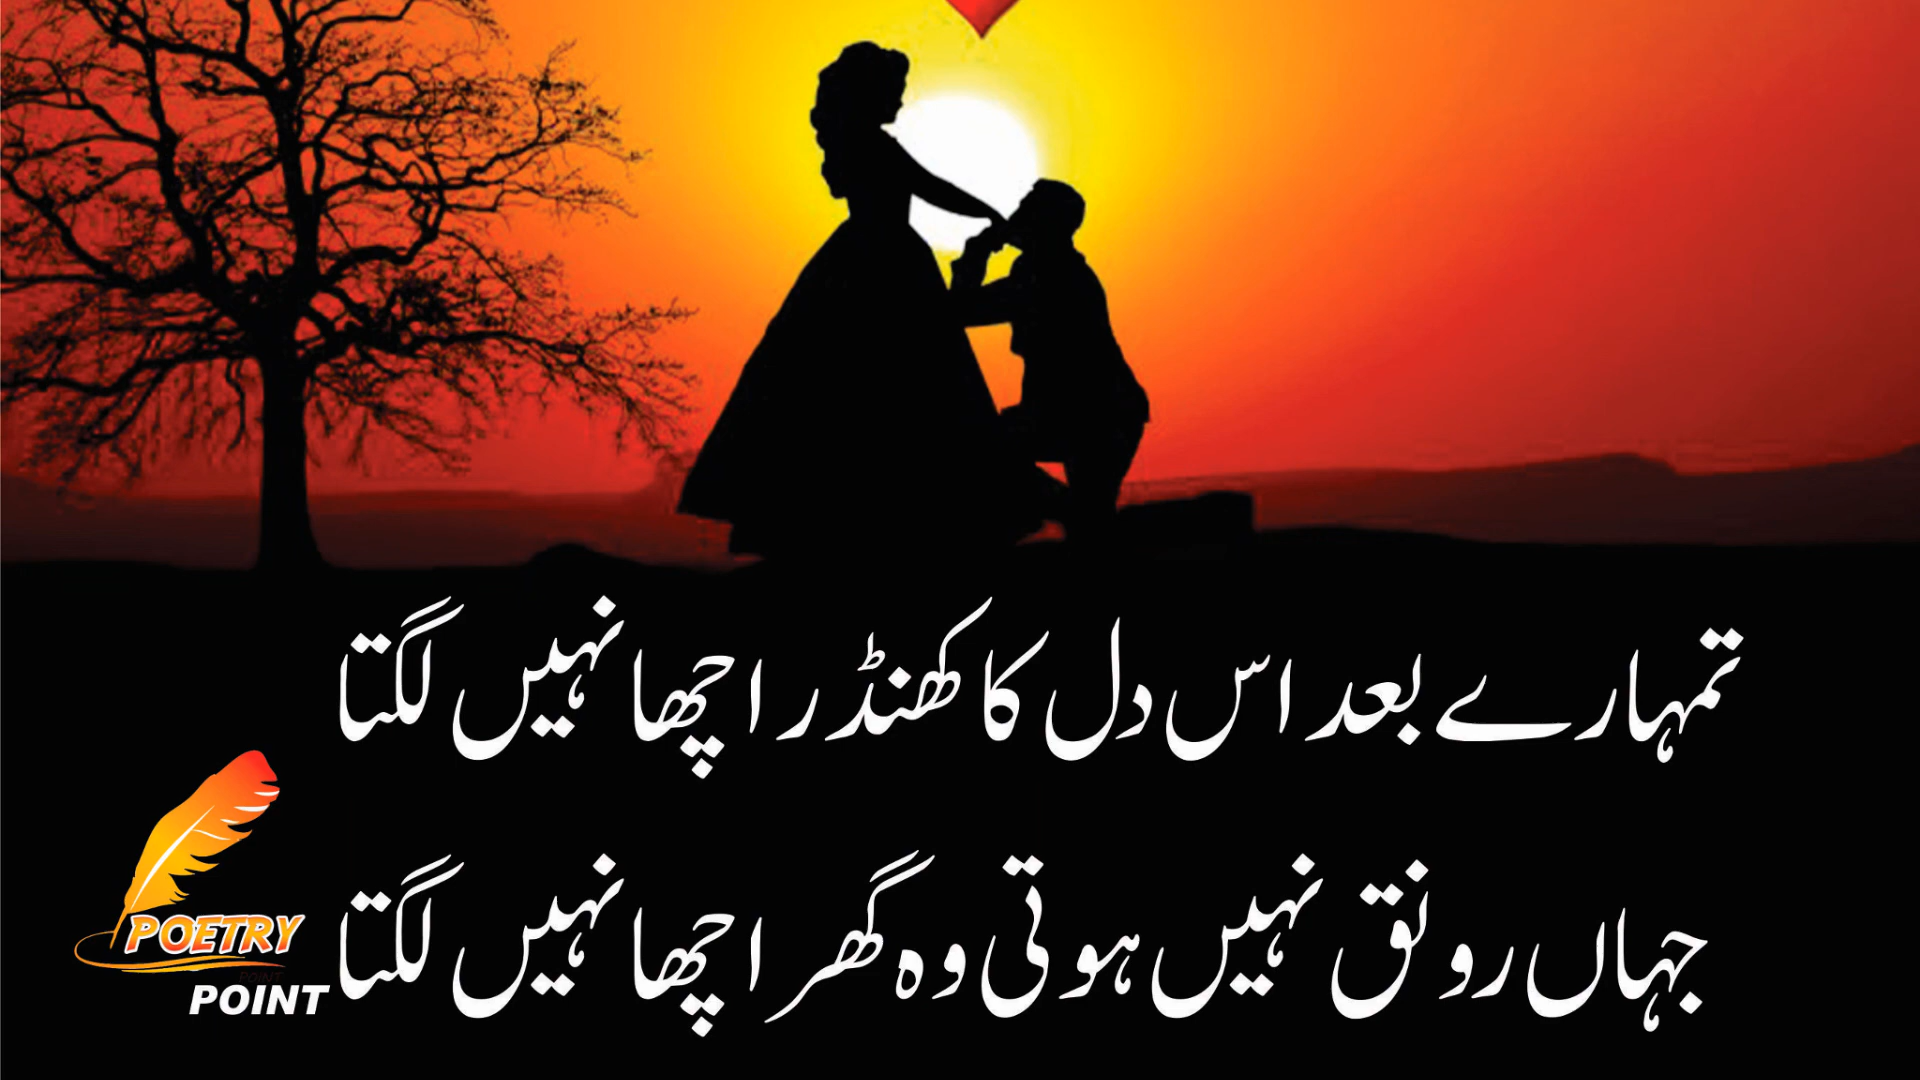 تمہارے بعد اس دل کا کھنڈر اچھا نہیں لگتا
جہاں رونق نہیں ہوتی وہ گھر اچھا نہیں لگتا
POETRY
POINT
POINT